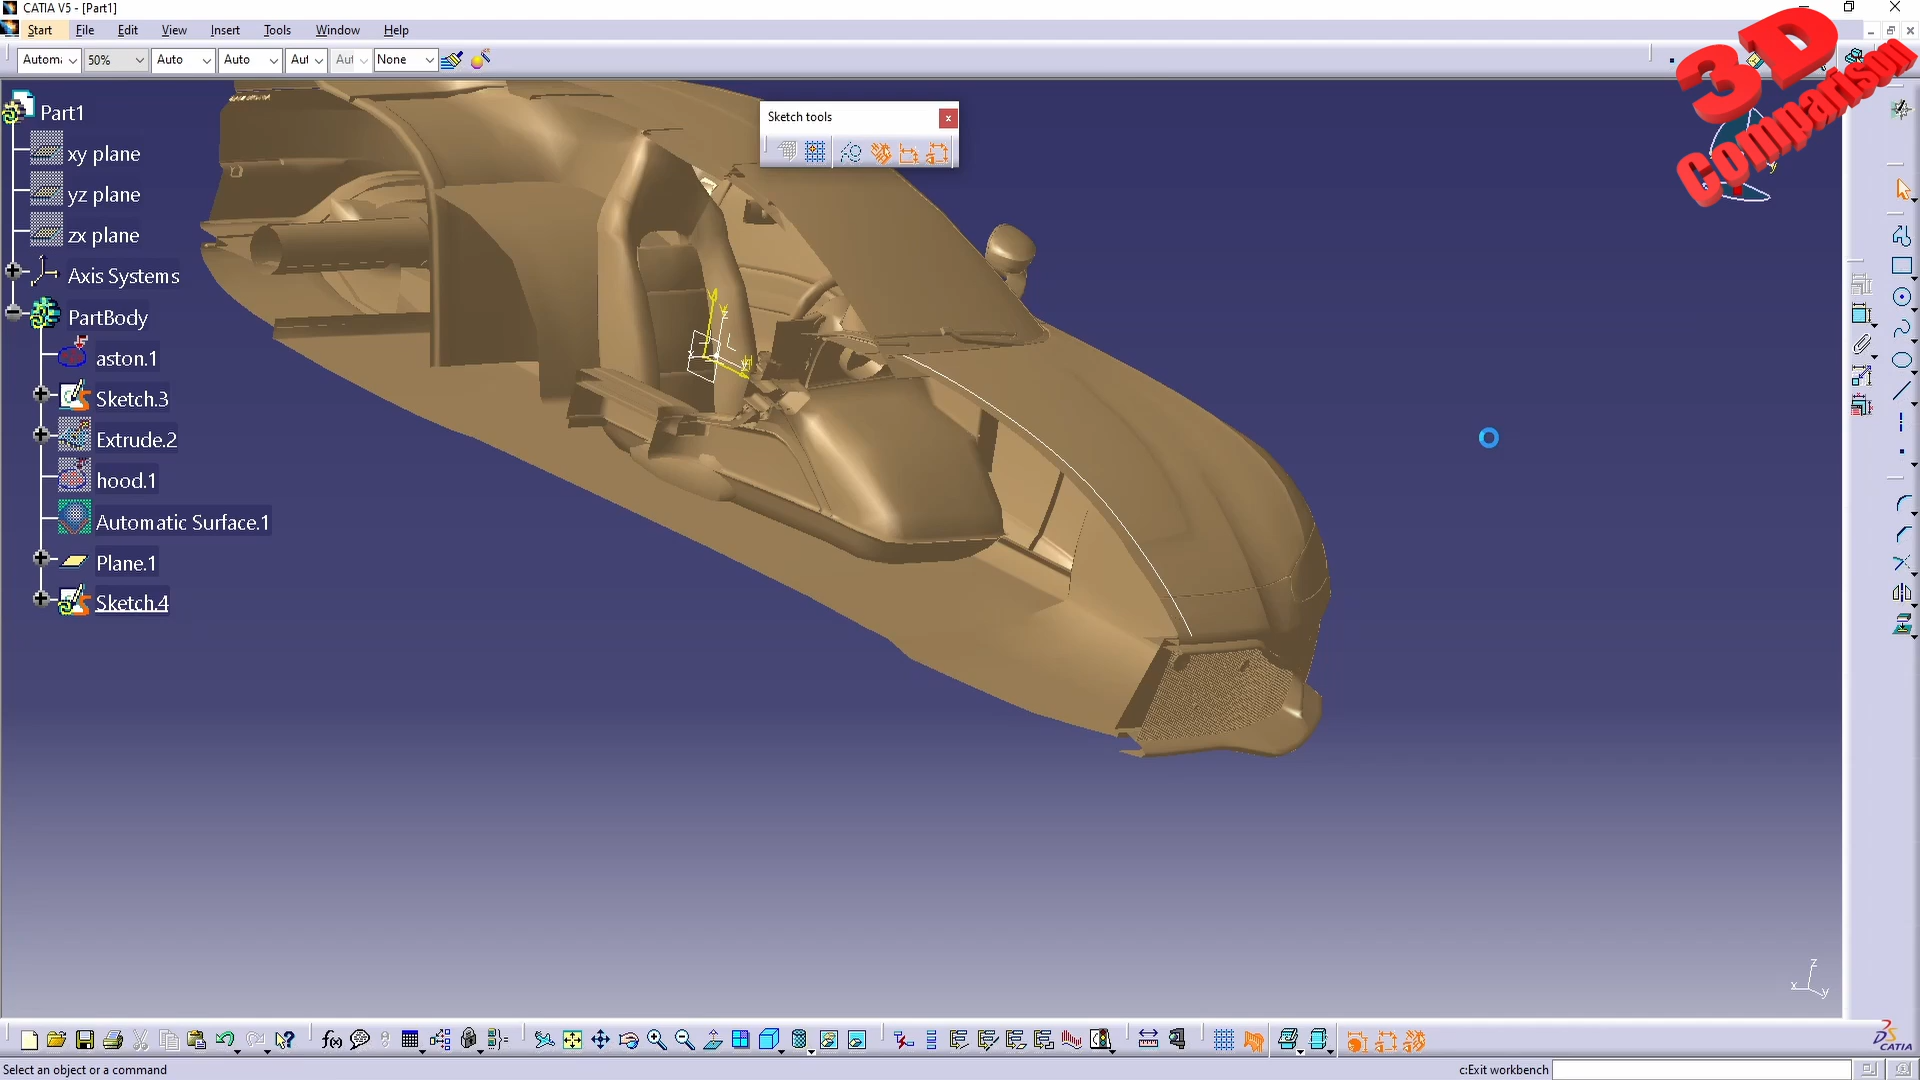 CATIA V5 - [Part1]
Start File Edit View Insert Tools Window Help
Automa 50% Auto Auto Aut Aut None
3D
Comparison
Sketch tools
Part1
xy plane
yz plane
zx plane
Axis Systems
PartBody
aston.1
Sketch.3
Extrude.2
hood.1
Automatic Surface.1
Plane.1
Sketch.4
z
x
y
f(x)
CATIA
Select an object or a command
c:Exit workbench